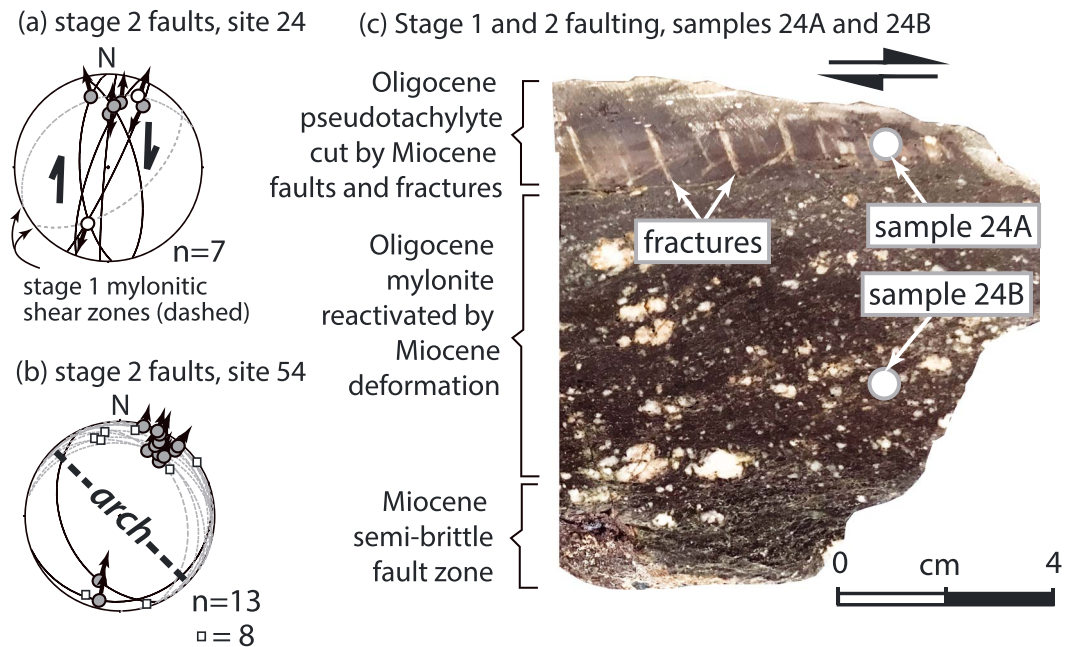 (a) stage 2 faults, site 24
N
n=7
stage 1 mylonitic
shear zones (dashed)
(b) stage 2 faults, site 54
N
arch
n=13
▫ = 8
(c) Stage 1 and 2 faulting, samples 24A and 24B
Oligocene
pseudotachylyte
cut by Miocene
faults and fractures
Oligocene
mylonite
reactivated by
Miocene
deformation
Miocene
semi-brittle
fault zone
fractures
sample 24A
sample 24B
0 cm 4